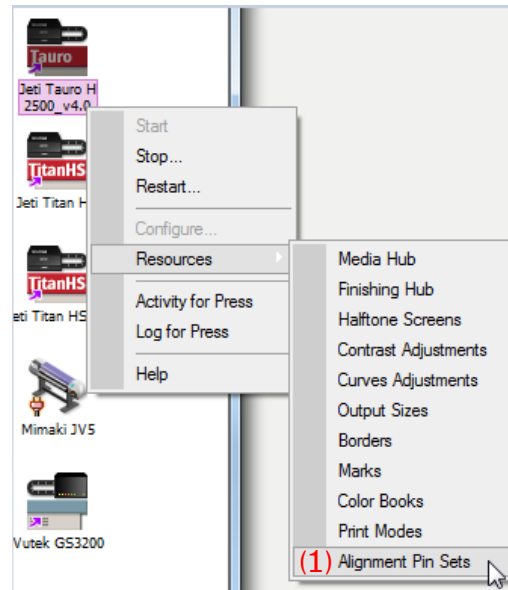 Tauro
Jeti Tauro H
2500_v4.0
TitanHS
Jeti Titan H
TitanHS
eti Titan HS
Mimaki JV5
Vutek GS3200
Start
Stop...
Restart...
Configure...
Resources
Activity for Press
Log for Press
Help
Media Hub
Finishing Hub
Halftone Screens
Contrast Adjustments
Curves Adjustments
Output Sizes
Borders
Marks
Color Books
Print Modes
(1) Alignment Pin Sets